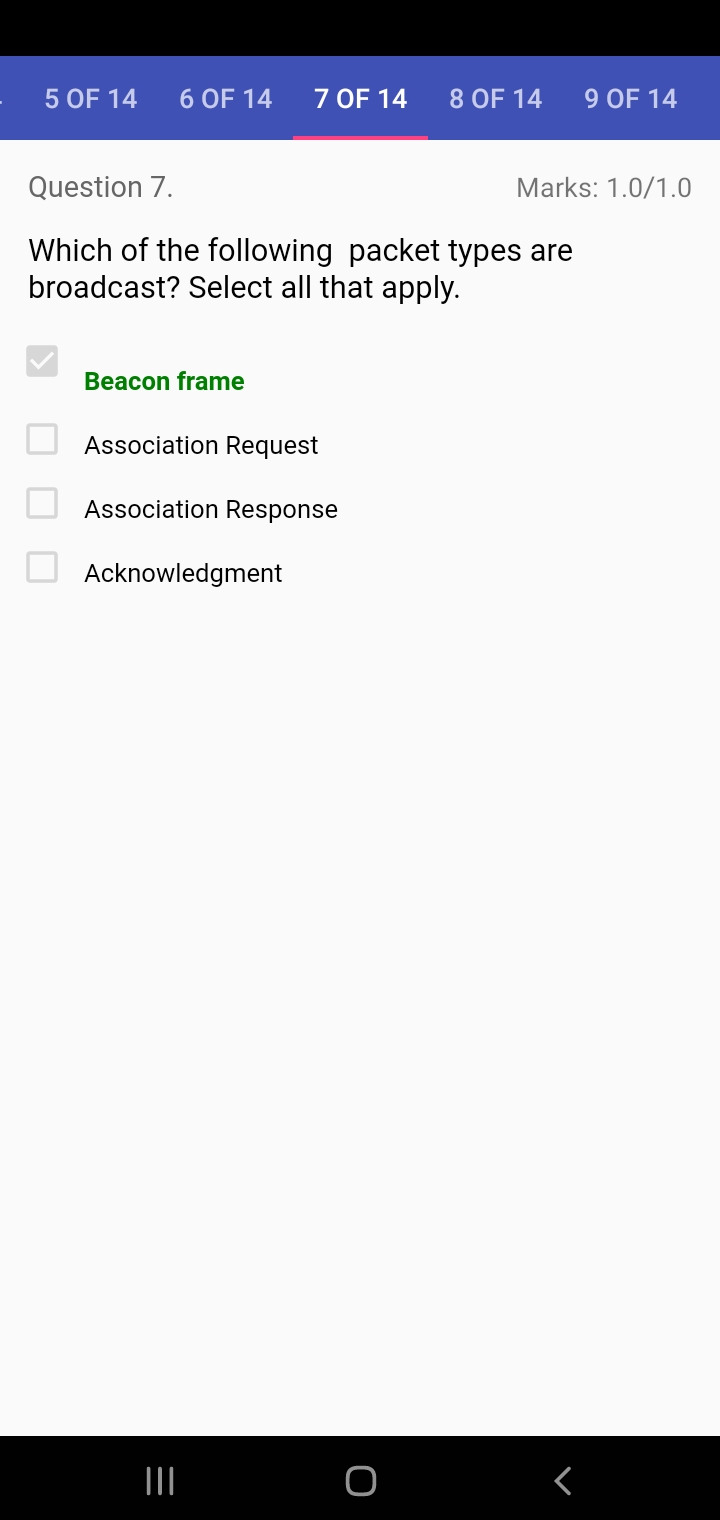 5 OF 14 6 OF 14 7 OF 14 8 OF 14 9 OF 14
Question 7. Marks: 1.0/1.0
Which of the following  packet types are
broadcast? Select all that apply.
Beacon frame
Association Request
Association Response
Acknowledgment